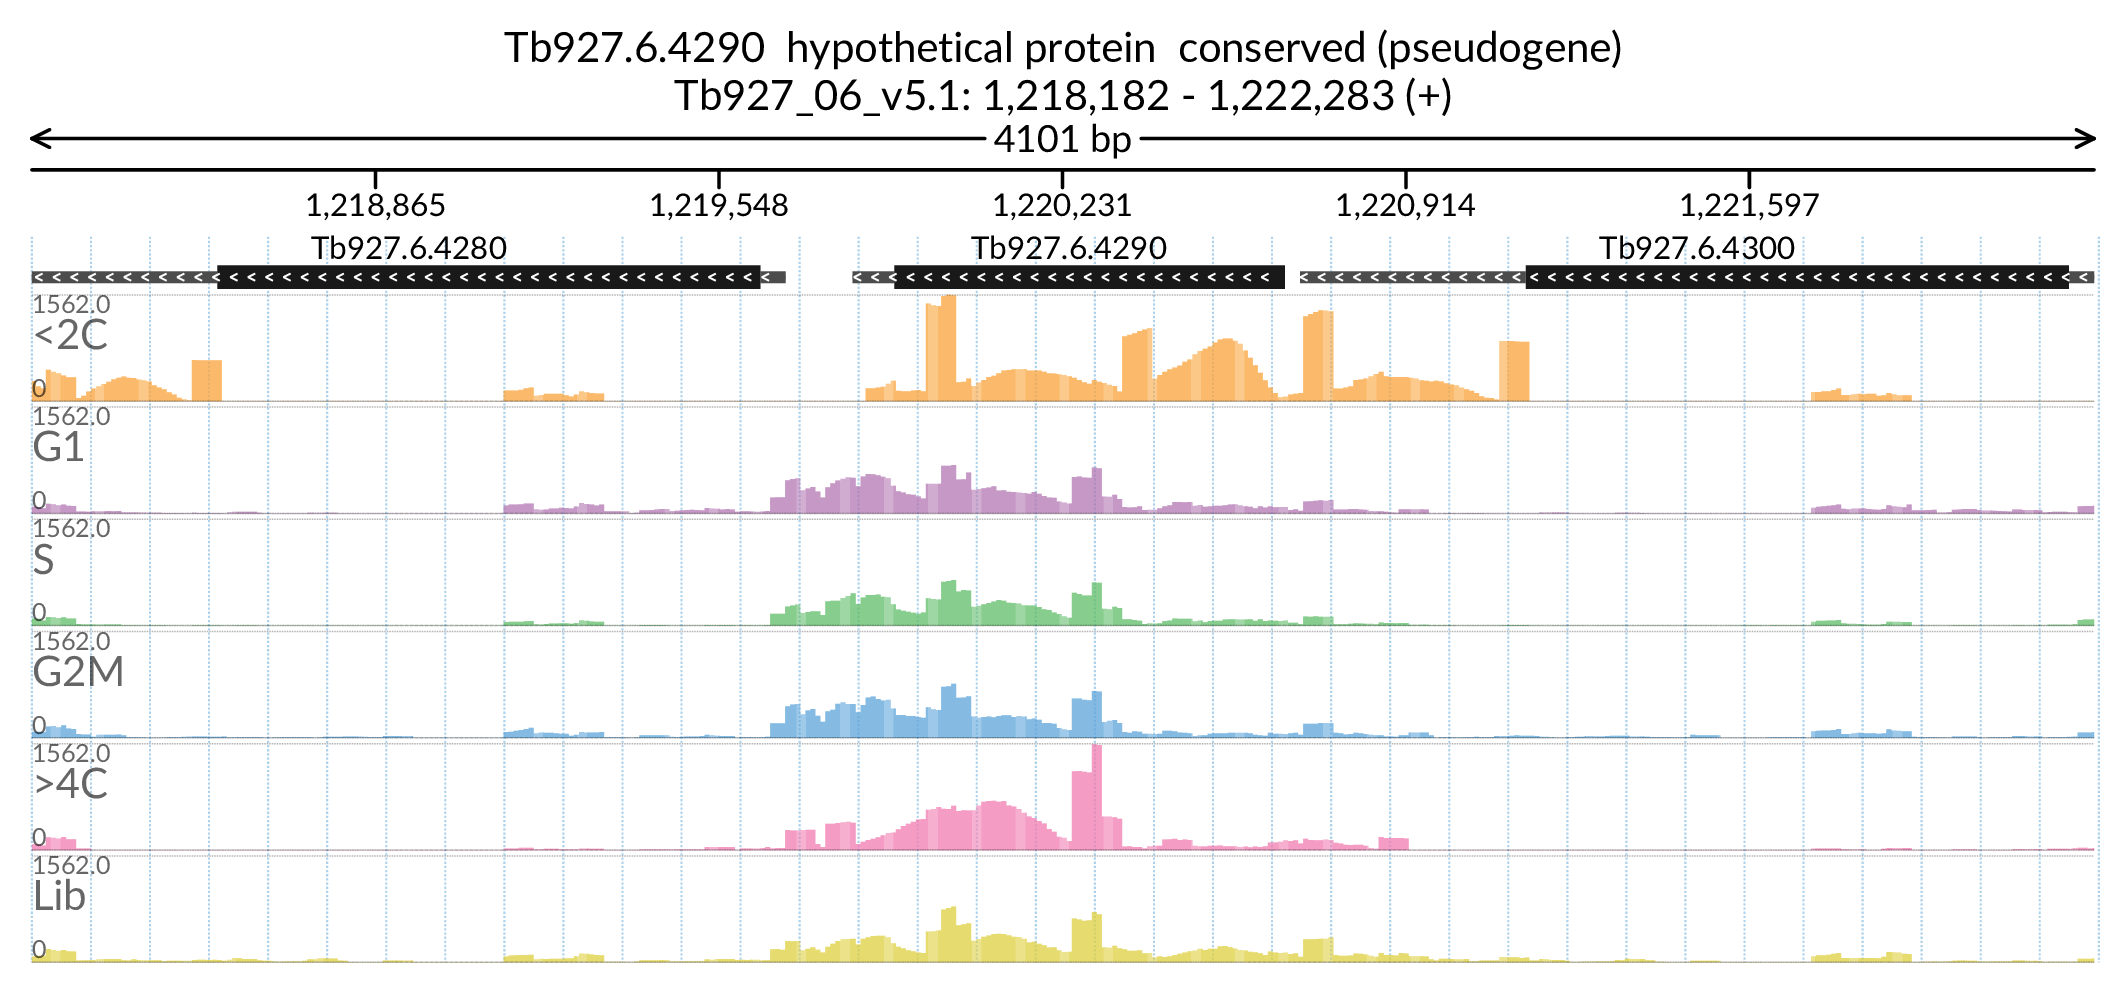 Tb927.6.4290 hypothetical protein conserved (pseudogene)
Tb927_06_v5.1: 1,218,182 - 1,222,283 (+)
4101 bp
1,218,865 1,219,548 1,220,231 1,220,914 1,221,597
Tb927.6.4280 Tb927.6.4290 Tb927.6.4300
1562.0
<2C
0
1562.0
G1
0
1562.0
S
0
1562.0
G2M
0
1562.0
>4C
0
1562.0
Lib
0